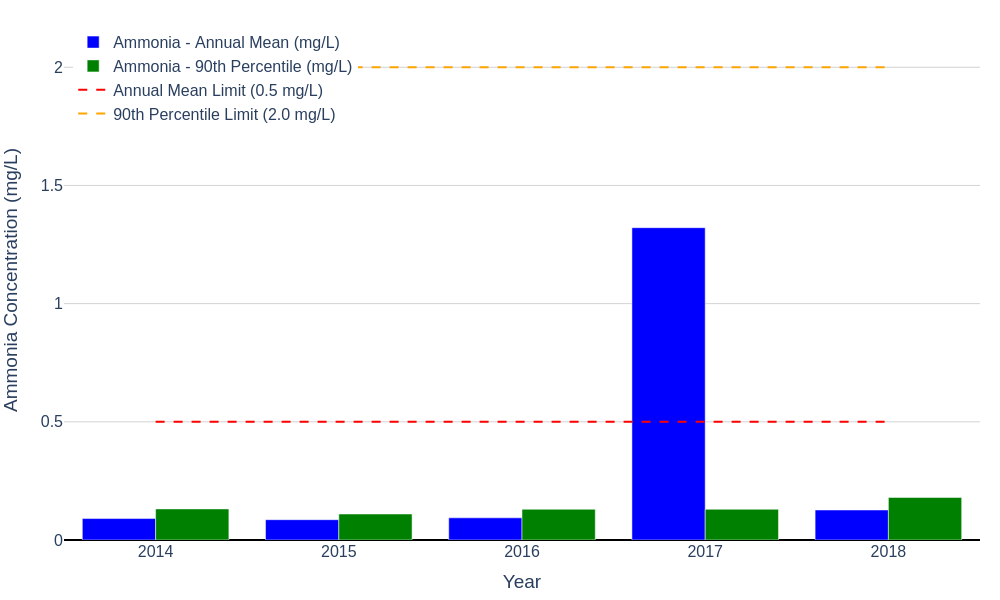 Ammonia - Annual Mean (mg/L)
Ammonia - 90th Percentile (mg/L)
Annual Mean Limit (0.5 mg/L)
90th Percentile Limit (2.0 mg/L)
Ammonia Concentration (mg/L)
2
1.5
1
0.5
0
2014
2015
2016
2017
2018
Year